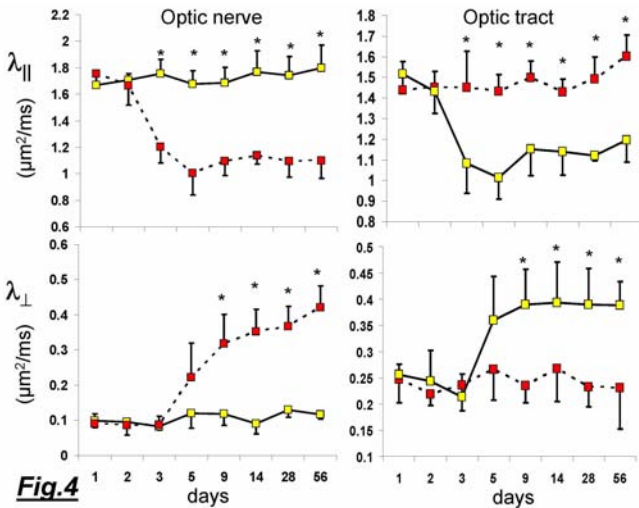 Optic nerve
Optic tract
λ||
(µm²/ms)
2.2
2
1.8
1.6
1.4
1.2
1
0.8
0.6
* * * * * *
1.8
1.7
1.6
1.5
1.4
1.3
1.2
1.1
1
0.9
0.8
* * * * * *
λ⊥
(µm²/ms)
0.6
0.5
0.4
0.3
0.2
0.1
0
* * * *
0.5
0.45
0.4
0.35
0.3
0.25
0.2
0.15
0.1
* * * *
1 2 3 5 9 14 28 56
1 2 3 5 9 14 28 56
Fig.4
days
days